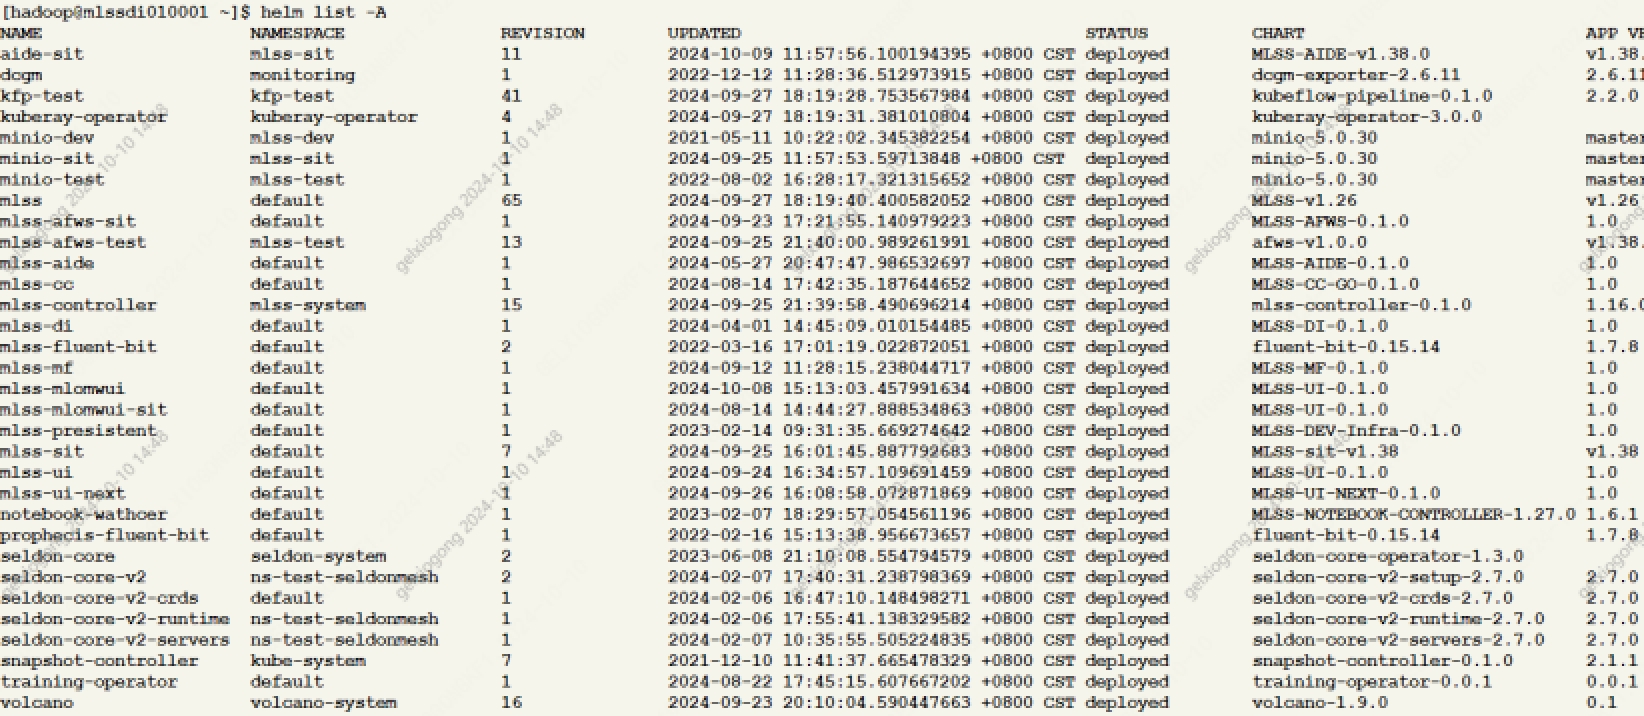 [hadoop@mlssdi010001 ~]$ helm list -A
NAME NAMESPACE REVISION UPDATED STATUS CHART APP VE
aide-sit mlss-sit 11 2024-10-09 11:57:56.100194395 +0800 CST deployed MLSS-AIDE-v1.38.0 v1.38.
dcgm monitoring 1 2022-12-12 11:28:36.512973915 +0800 CST deployed dcgm-exporter-2.6.11 2.6.11
kfp-test kfp-test 41 2024-09-27 18:19:28.753567984 +0800 CST deployed kubeflow-pipeline-0.1.0 2.2.0
kuberay-operator kuberay-operator 4 2024-09-27 18:19:31.381010804 +0800 CST deployed kuberay-operator-3.0.0
minio-dev mlss-dev 1 2021-05-11 10:22:02.345382254 +0800 CST deployed minio-5.0.30 master
minio-sit mlss-sit 1 2024-09-25 11:57:53.59713848 +0800 CST deployed minio-5.0.30 master
minio-test mlss-test 1 2022-08-02 16:28:17.321315652 +0800 CST deployed minio-5.0.30 master
mlss default 65 2024-09-27 18:19:40.400582052 +0800 CST deployed MLSS-v1.26 v1.26
mlss-afws-sit default 1 2024-09-23 17:21:55.140979223 +0800 CST deployed MLSS-AFWS-0.1.0 1.0
mlss-afws-test mlss-test 13 2024-09-25 21:40:00.989261991 +0800 CST deployed afws-v1.0.0 v1.38.
mlss-aide default 1 2024-05-27 20:47:47.986532697 +0800 CST deployed MLSS-AIDE-0.1.0 1.0
mlss-cc default 1 2024-08-14 17:42:35.187644652 +0800 CST deployed MLSS-CC-GO-0.1.0 1.0
mlss-controller mlss-system 15 2024-09-25 21:39:58.490696214 +0800 CST deployed mlss-controller-0.1.0 1.16.0
mlss-di default 1 2024-04-01 14:45:09.010154485 +0800 CST deployed MLSS-DI-0.1.0 1.0
mlss-fluent-bit default 2 2022-03-16 17:01:19.022872051 +0800 CST deployed fluent-bit-0.15.14 1.7.8
mlss-mf default 1 2024-09-12 11:28:15.238044717 +0800 CST deployed MLSS-MF-0.1.0 1.0
mlss-mlomwui default 1 2024-10-08 15:13:03.457991634 +0800 CST deployed MLSS-UI-0.1.0 1.0
mlss-mlomwui-sit default 1 2024-08-14 14:44:27.888534863 +0800 CST deployed MLSS-UI-0.1.0 1.0
mlss-presistent default 1 2023-02-14 09:31:35.669274642 +0800 CST deployed MLSS-DEV-Infra-0.1.0 1.0
mlss-sit default 7 2024-09-25 16:01:45.887792683 +0800 CST deployed MLSS-sit-v1.38 v1.38
mlss-ui default 1 2024-09-24 16:34:57.109691459 +0800 CST deployed MLSS-UI-0.1.0 1.0
mlss-ui-next default 1 2024-09-26 16:08:58.072871869 +0800 CST deployed MLSS-UI-NEXT-0.1.0 1.0
notebook-wathcer default 1 2023-02-07 18:29:57.054561196 +0800 CST deployed MLSS-NOTEBOOK-CONTROLLER-1.27.0 1.6.1
prophecis-fluent-bit default 1 2022-02-16 15:13:38.956673657 +0800 CST deployed fluent-bit-0.15.14 1.7.8
seldon-core seldon-system 2 2023-06-08 21:10:08.554794579 +0800 CST deployed seldon-core-operator-1.3.0
seldon-core-v2 ns-test-seldonmesh 2 2024-02-07 17:40:31.238798369 +0800 CST deployed seldon-core-v2-setup-2.7.0 2.7.0
seldon-core-v2-crds default 1 2024-02-06 16:47:10.148498271 +0800 CST deployed seldon-core-v2-crds-2.7.0 2.7.0
seldon-core-v2-runtime ns-test-seldonmesh 1 2024-02-06 17:55:41.138329582 +0800 CST deployed seldon-core-v2-runtime-2.7.0 2.7.0
seldon-core-v2-servers ns-test-seldonmesh 1 2024-02-07 10:35:55.505224835 +0800 CST deployed seldon-core-v2-servers-2.7.0 2.7.0
snapshot-controller kube-system 7 2021-12-10 11:41:37.665478329 +0800 CST deployed snapshot-controller-0.1.0 2.1.1
training-operator default 1 2024-08-22 17:45:15.607667202 +0800 CST deployed training-operator-0.0.1 0.0.1
volcano volcano-system 16 2024-09-23 20:10:04.590447663 +0800 CST deployed volcano-1.9.0 0.1